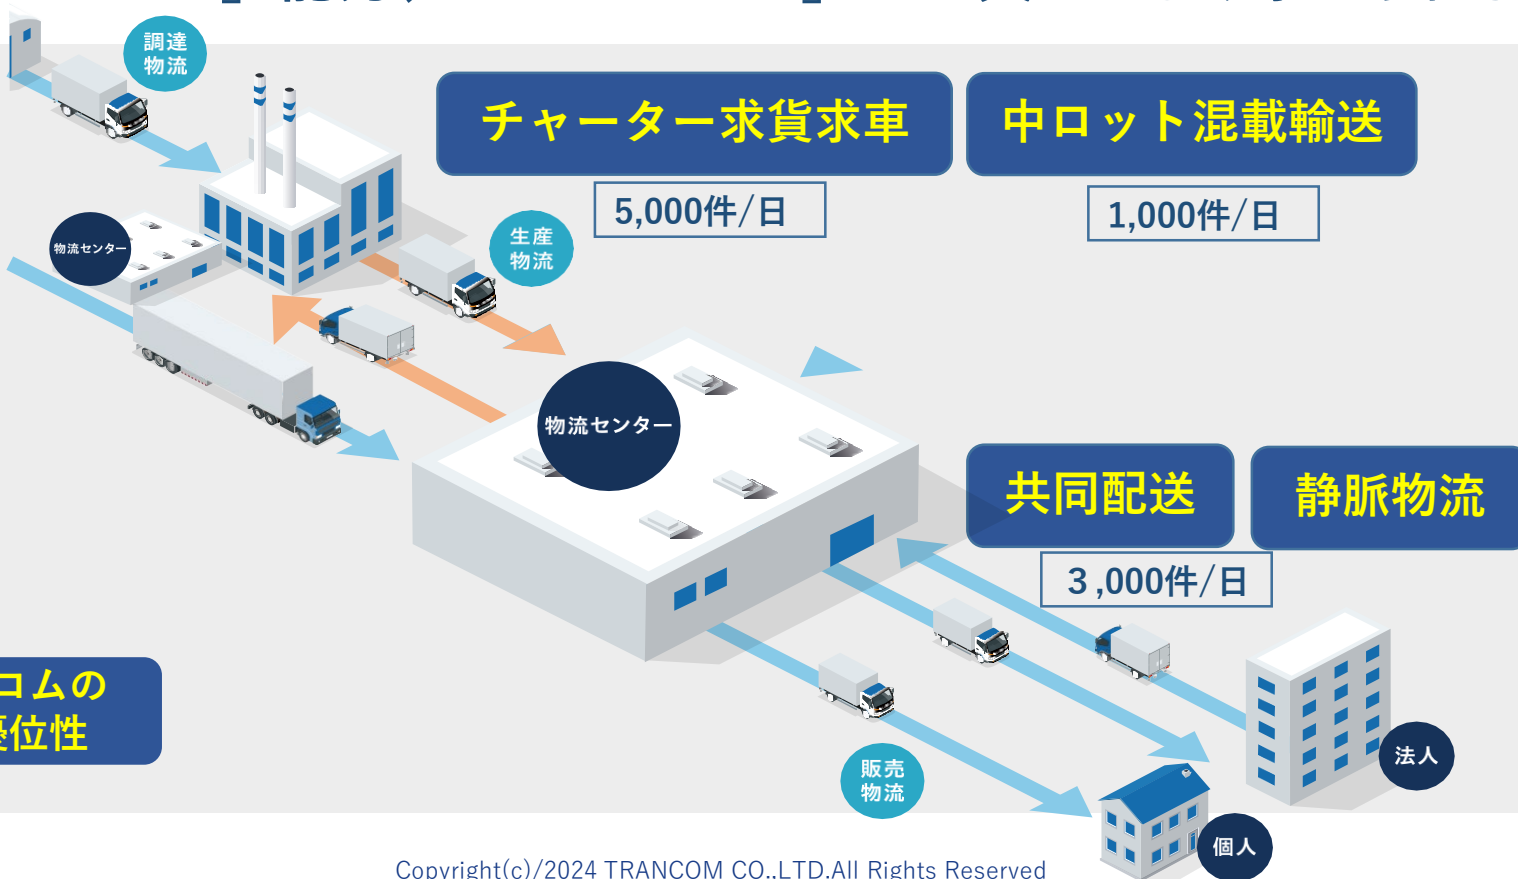 調達
物流
チャーター求貨求車
中ロット混載輸送
5,000件/日
1,000件/日
物流センター
生産
物流
物流センター
共同配送
静脈物流
３,000件/日
コムの
優位性
法人
販売
物流
個人
Copyright(c)/2024 TRANCOM CO.,LTD.All Rights Reserved